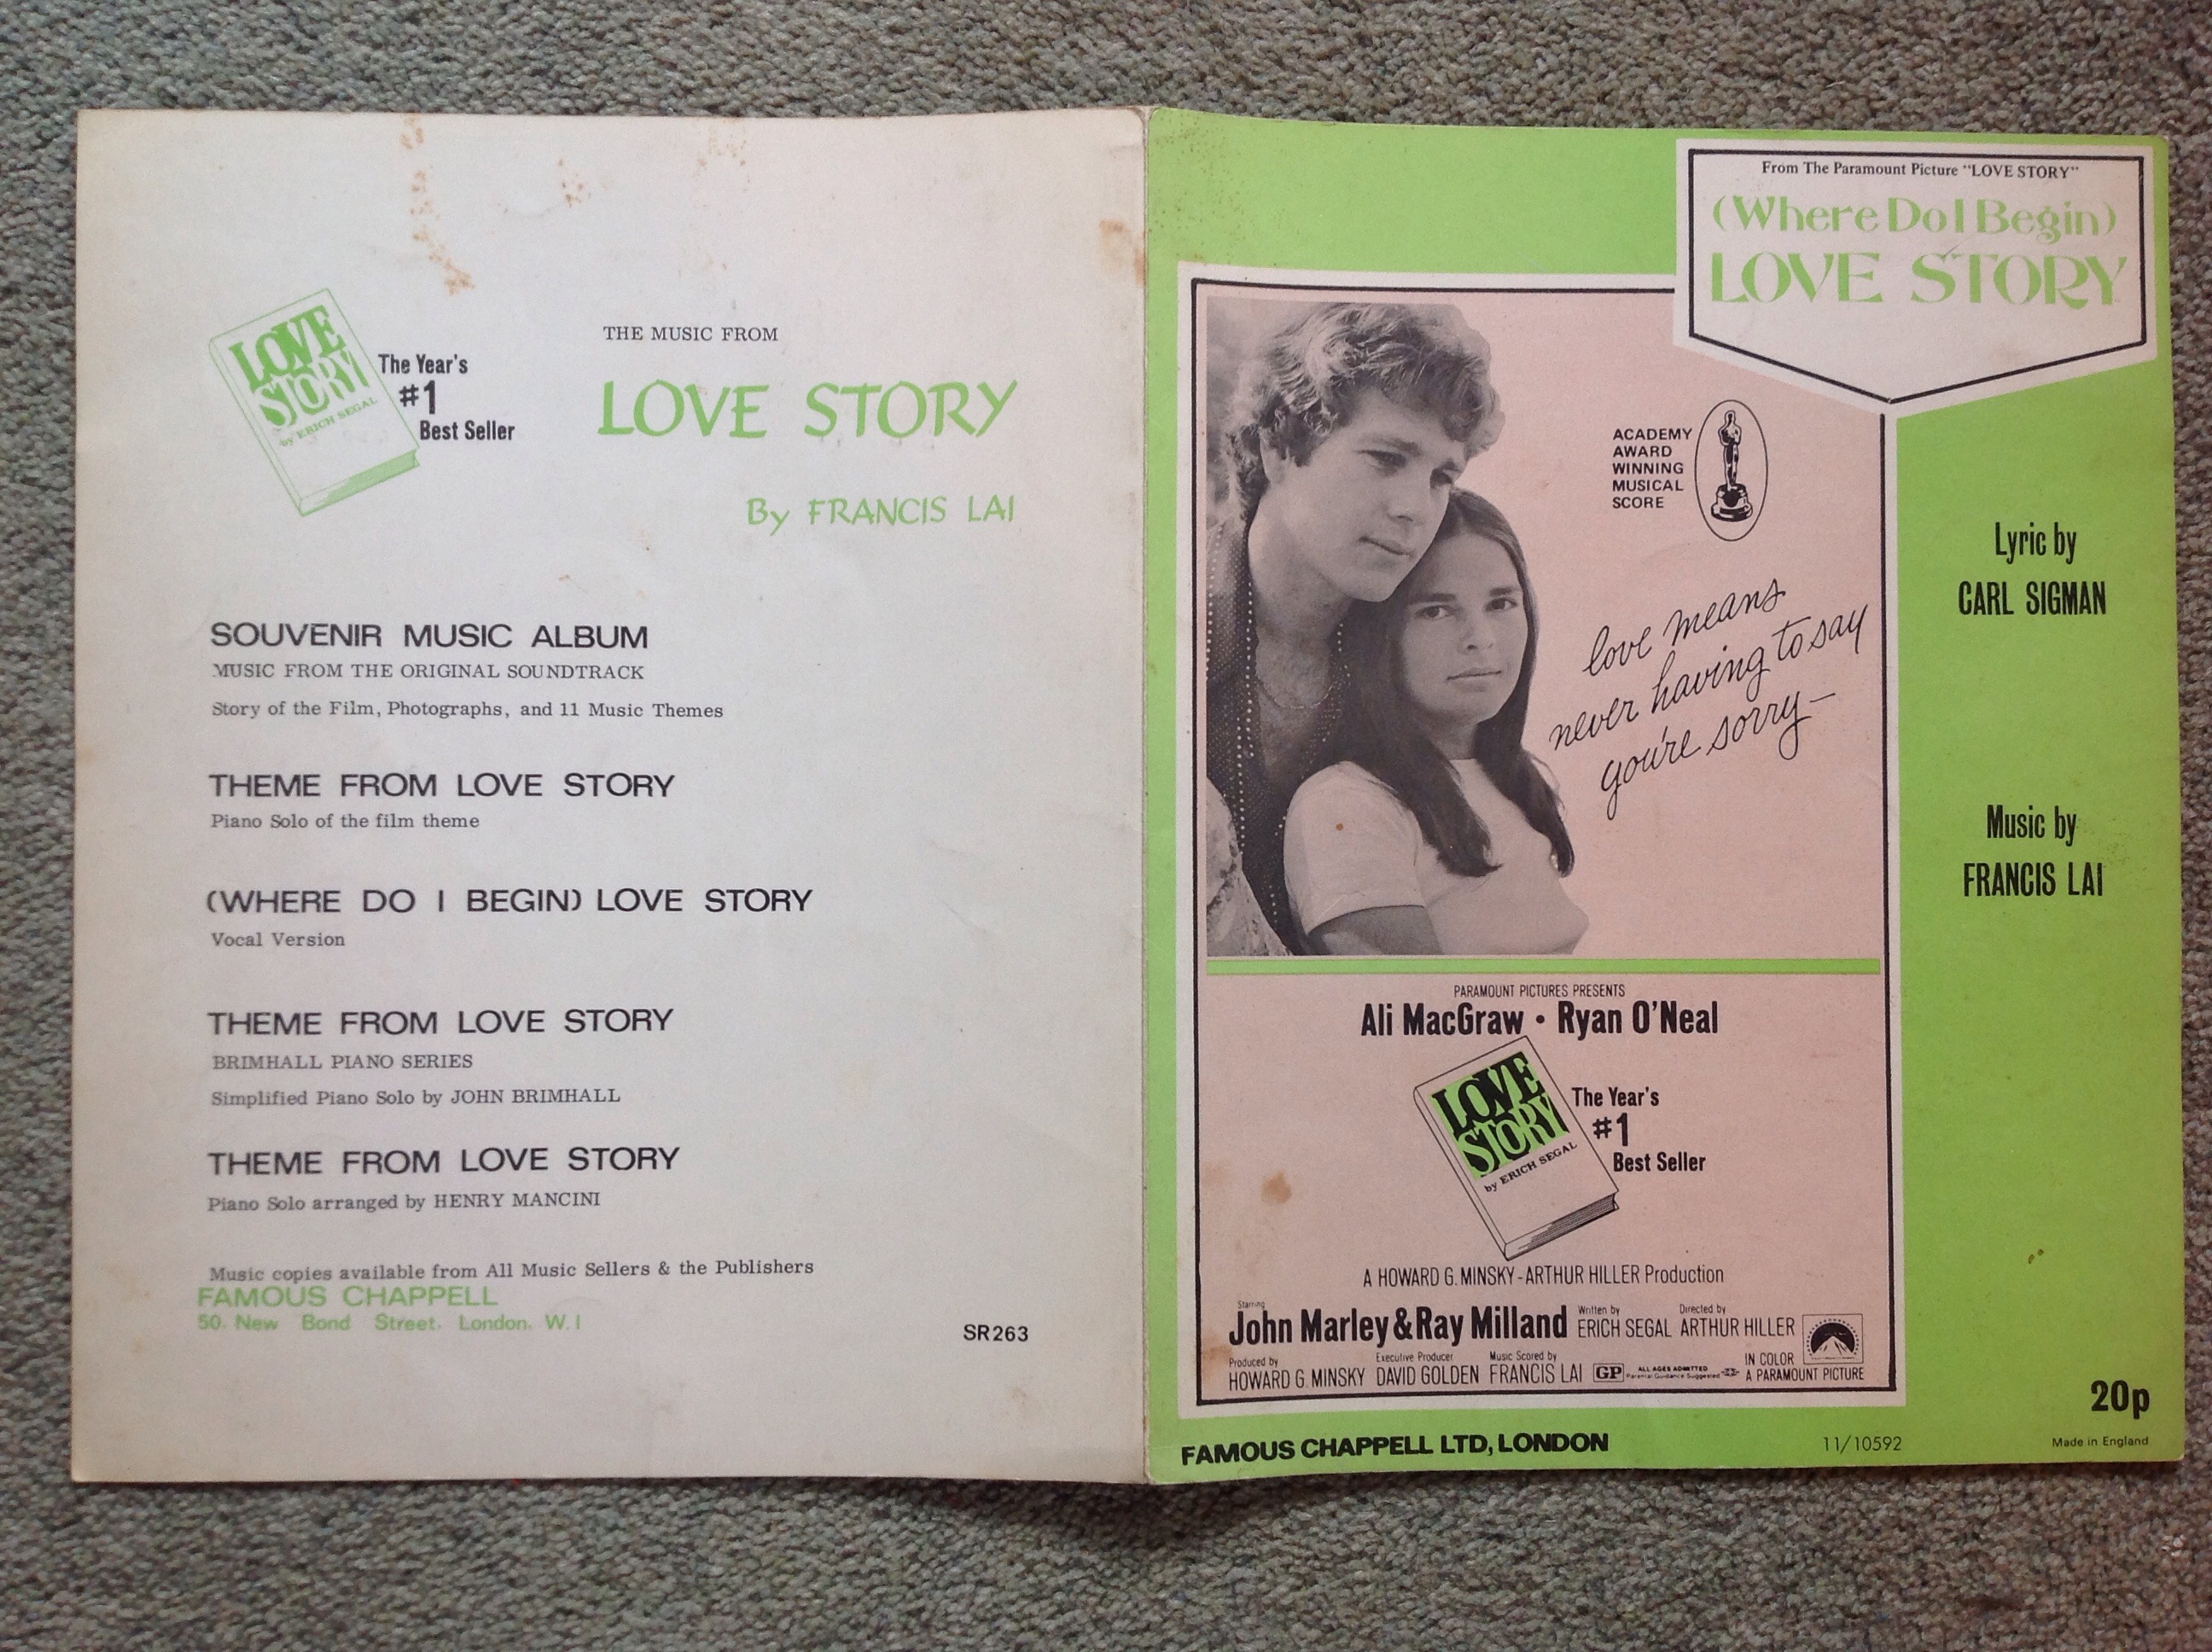 LOVE
STORY
by ERICH SEGAL
The Year's
#1
Best Seller
THE MUSIC FROM
LOVE STORY
By FRANCIS LAI
SOUVENIR MUSIC ALBUM
MUSIC FROM THE ORIGINAL SOUNDTRACK
Story of the Film, Photographs, and 11 Music Themes
THEME FROM LOVE STORY
Piano Solo of the film theme
(WHERE DO I BEGIN) LOVE STORY
Vocal Version
THEME FROM LOVE STORY
BRIMHALL PIANO SERIES
Simplified Piano Solo by JOHN BRIMHALL
THEME FROM LOVE STORY
Piano Solo arranged by HENRY MANCINI
Music copies available from All Music Sellers & the Publishers
FAMOUS CHAPPELL
50. New Bond Street. London. W.I
SR263
From The Paramount Picture "LOVE STORY"
(Where Do I Begin)
LOVE STORY
ACADEMY
AWARD
WINNING
MUSICAL
SCORE
love means
never having to say
you're sorry-
Lyric by
CARL SIGMAN
Music by
FRANCIS LAI
PARAMOUNT PICTURES PRESENTS
Ali MacGraw • Ryan O'Neal
LOVE
STORY
by ERICH SEGAL
The Year's
#1
Best Seller
A HOWARD G. MINSKY - ARTHUR HILLER Production
Starring
John Marley & Ray Milland
Written by
ERICH SEGAL
Directed by
ARTHUR HILLER
Produced by
HOWARD G. MINSKY
Executive Producer
DAVID GOLDEN
Music Scored by
FRANCIS LAI
GP
ALL AGES ADMITTED
Parental Guidance Suggested
IN COLOR
A PARAMOUNT PICTURE
20p
FAMOUS CHAPPELL LTD, LONDON
11/10592
Made in England